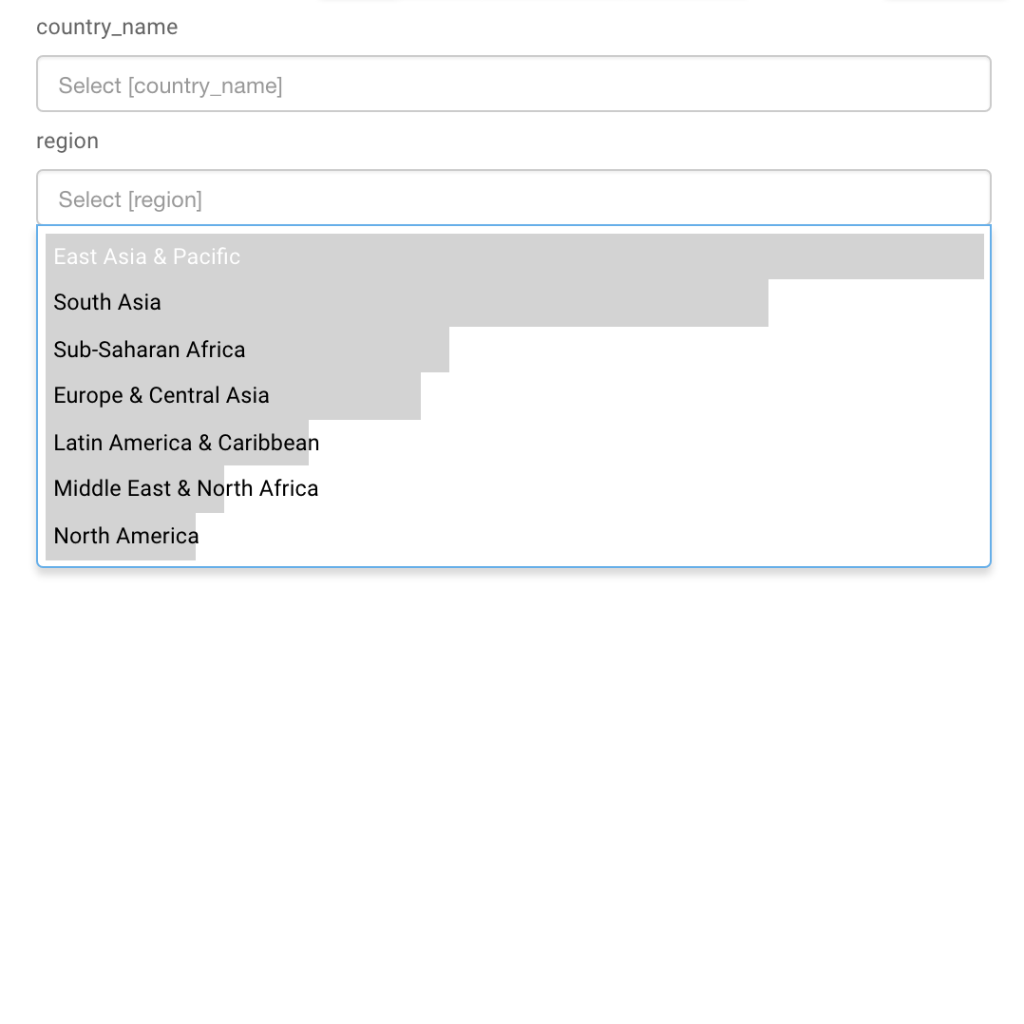 country_name
Select [country_name]
region
Select [region]
East Asia & Pacific
South Asia
Sub-Saharan Africa
Europe & Central Asia
Latin America & Caribbean
Middle East & North Africa
North America